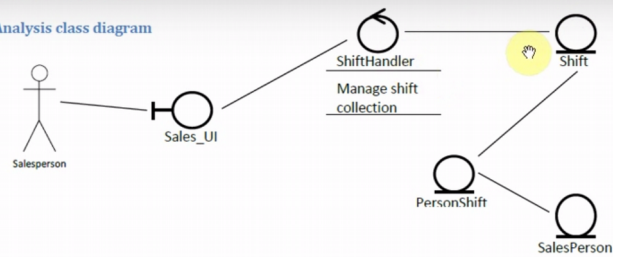 Analysis class diagram
ShiftHandler
Manage shift
collection
Shift
Sales_UI
Salesperson
PersonShift
SalesPerson